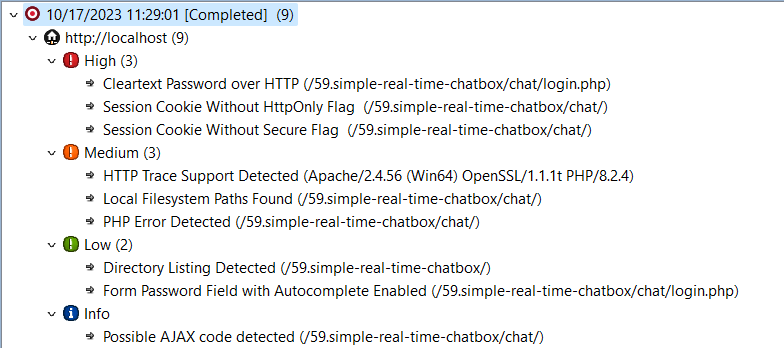 10/17/2023 11:29:01 [Completed] (9)
http://localhost (9)
High (3)
Cleartext Password over HTTP (/59.simple-real-time-chatbox/chat/login.php)
Session Cookie Without HttpOnly Flag (/59.simple-real-time-chatbox/chat/)
Session Cookie Without Secure Flag (/59.simple-real-time-chatbox/chat/)
Medium (3)
HTTP Trace Support Detected (Apache/2.4.56 (Win64) OpenSSL/1.1.1t PHP/8.2.4)
Local Filesystem Paths Found (/59.simple-real-time-chatbox/chat/)
PHP Error Detected (/59.simple-real-time-chatbox/chat/)
Low (2)
Directory Listing Detected (/59.simple-real-time-chatbox/)
Form Password Field with Autocomplete Enabled (/59.simple-real-time-chatbox/chat/login.php)
Info
Possible AJAX code detected (/59.simple-real-time-chatbox/chat/)